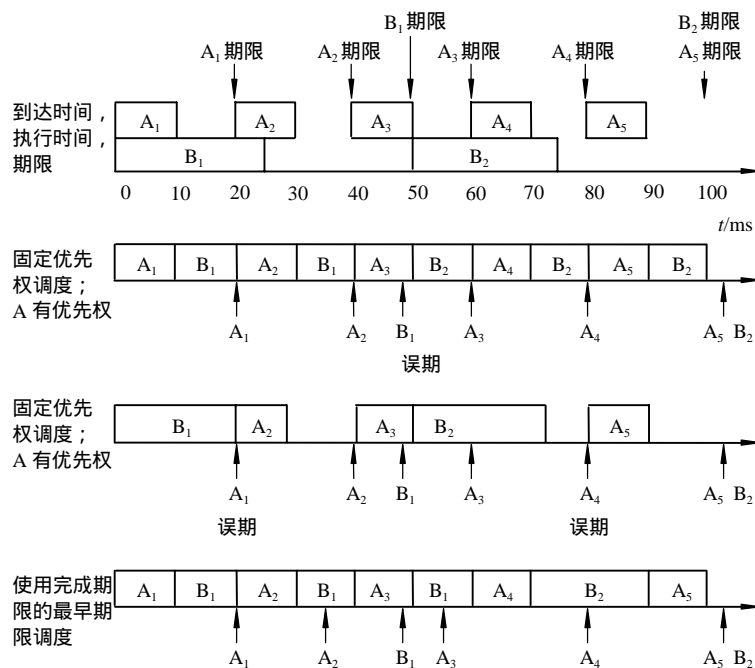 B₁期限
B₂期限
A₁期限
A₂期限
A₃期限
A₄期限
A₅期限
到达时间，
执行时间，
期限
A₁
A₂
A₃
A₄
A₅
B₁
B₂
0 10 20 30 40 50 60 70 80 90 100
t/ms
固定优先
权调度；
A 有优先权
A₁ B₁ A₂ B₁ A₃ B₂ A₄ B₂ A₅ B₂
A₁ A₂ B₁ A₃ A₄ A₅ B₂
误期
固定优先
权调度；
A 有优先权
B₁ A₂ A₃ B₂ A₅
A₁ A₂ B₁ A₃ A₄ A₅ B₂
误期 误期
使用完成期
限的最早期
限调度
A₁ B₁ A₂ B₁ A₃ B₁ A₄ B₂ A₅
A₁ A₂ B₁ A₃ A₄ A₅ B₂